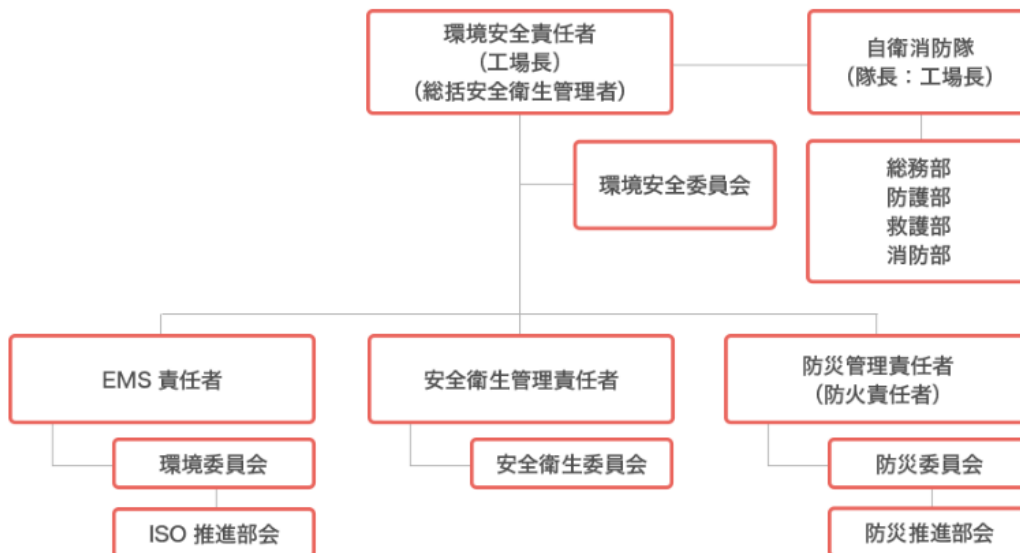 環境安全責任者
（工場長）
（総括安全衛生管理者）
自衛消防隊
（隊長：工場長）
環境安全委員会
総務部
防護部
救護部
消防部
EMS 責任者
安全衛生管理責任者
防災管理責任者
（防火責任者）
環境委員会
安全衛生委員会
防災委員会
ISO 推進部会
防災推進部会